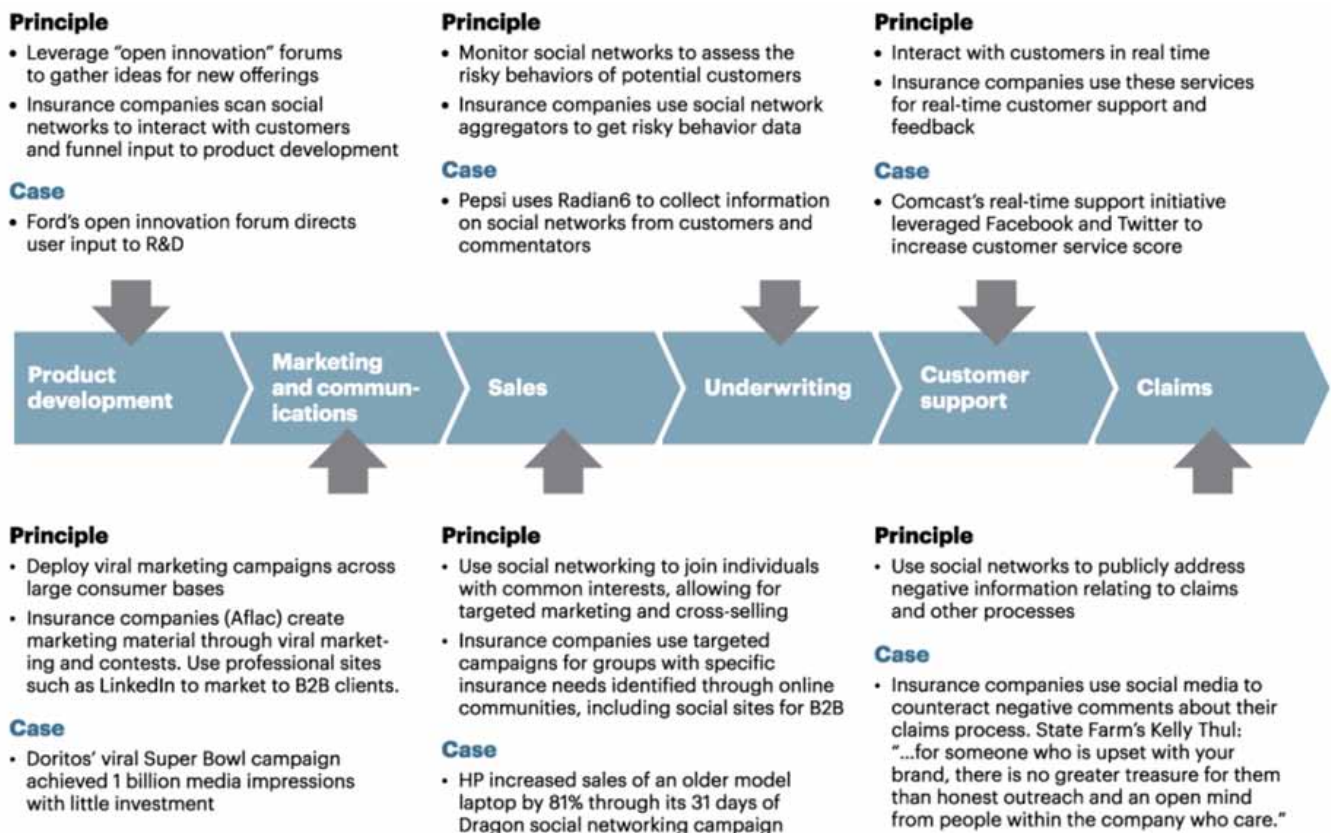 Principle
• Leverage "open innovation" forums
to gather ideas for new offerings
• Insurance companies scan social
networks to interact with customers
and funnel input to product development
Case
• Ford's open innovation forum directs
user input to R&D
Principle
• Monitor social networks to assess the
risky behaviors of potential customers
• Insurance companies use social network
aggregators to get risky behavior data
Case
• Pepsi uses Radian6 to collect information
on social networks from customers and
commentators
Principle
• Interact with customers in real time
• Insurance companies use these services
for real-time customer support and
feedback
Case
• Comcast's real-time support initiative
leveraged Facebook and Twitter to
increase customer service score
Product
development
Marketing
and commun-
ications
Sales
Underwriting
Customer
support
Claims
Principle
• Deploy viral marketing campaigns across
large consumer bases
• Insurance companies (Aflac) create
marketing material through viral market-
ing and contests. Use professional sites
such as LinkedIn to market to B2B clients.
Case
• Doritos' viral Super Bowl campaign
achieved 1 billion media impressions
with little investment
Principle
• Use social networking to join individuals
with common interests, allowing for
targeted marketing and cross-selling
• Insurance companies use targeted
campaigns for groups with specific
insurance needs identified through online
communities, including social sites for B2B
Case
• HP increased sales of an older model
laptop by 81% through its 31 days of
Dragon social networking campaign
Principle
• Use social networks to publicly address
negative information relating to claims
and other processes
Case
• Insurance companies use social media to
counteract negative comments about their
claims process. State Farm's Kelly Thul:
"...for someone who is upset with your
brand, there is no greater treasure for them
than honest outreach and an open mind
from people within the company who care."